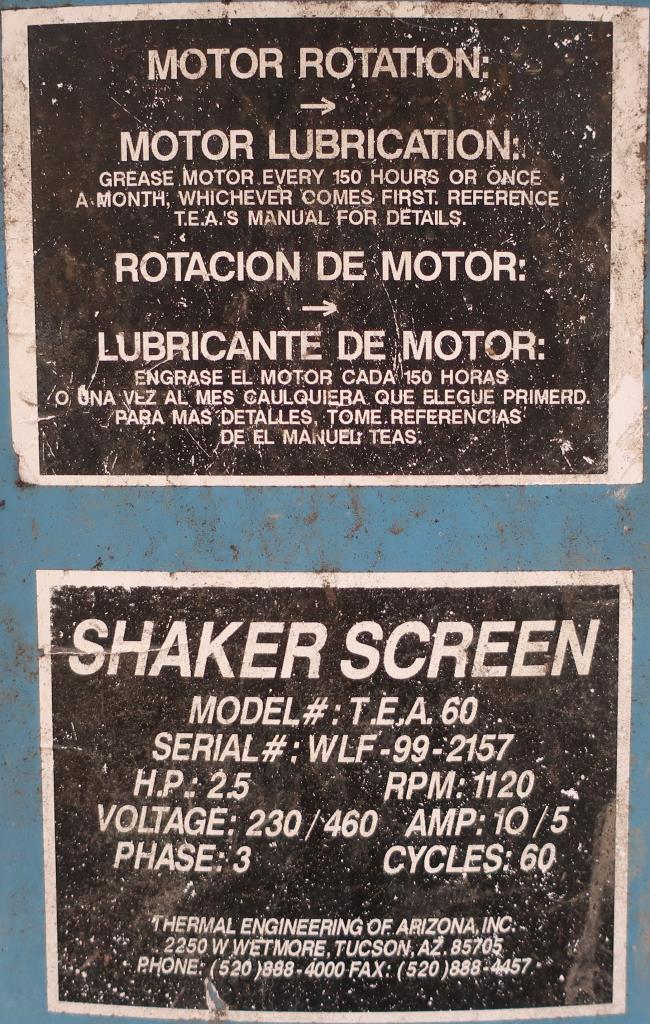 MOTOR ROTATION:
→
MOTOR LUBRICATION:
GREASE MOTOR EVERY 150 HOURS OR ONCE
A MONTH, WHICHEVER COMES FIRST. REFERENCE
T.E.A.'S MANUAL FOR DETAILS.
ROTACION DE MOTOR:
→
LUBRICANTE DE MOTOR:
ENGRASE EL MOTOR CADA 150 HORAS
O UNA VEZ AL MES CAULQUIERA QUE ELEGUE PRIMERD.
PARA MAS DETALLES, TOME REFERENCIAS
DE EL MANUEL TEAS.
SHAKER SCREEN
MODEL#: T.E.A. 60
SERIAL#: WLF-99-2157
H.P.: 2.5 RPM: 1120
VOLTAGE: 230/460 AMP: 10/5
PHASE: 3 CYCLES: 60
THERMAL ENGINEERING OF ARIZONA, INC.
2250 W WETMORE, TUCSON, AZ. 85705
PHONE: (520)888-4000 FAX: (520)888-4457